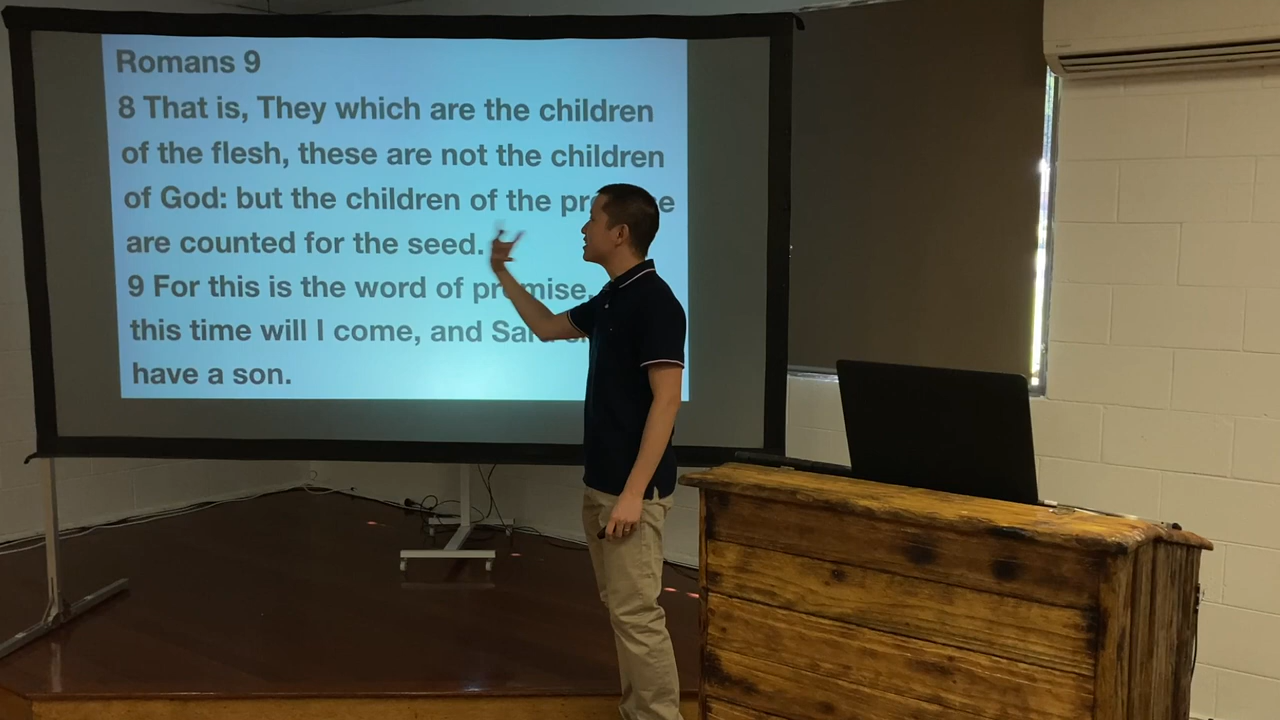 Romans 9
8 That is, They which are the children
of the flesh, these are not the children
of God: but the children of the
are counted for the seed.
9 For this is the word of promise,
this time will I come, and
have a son.